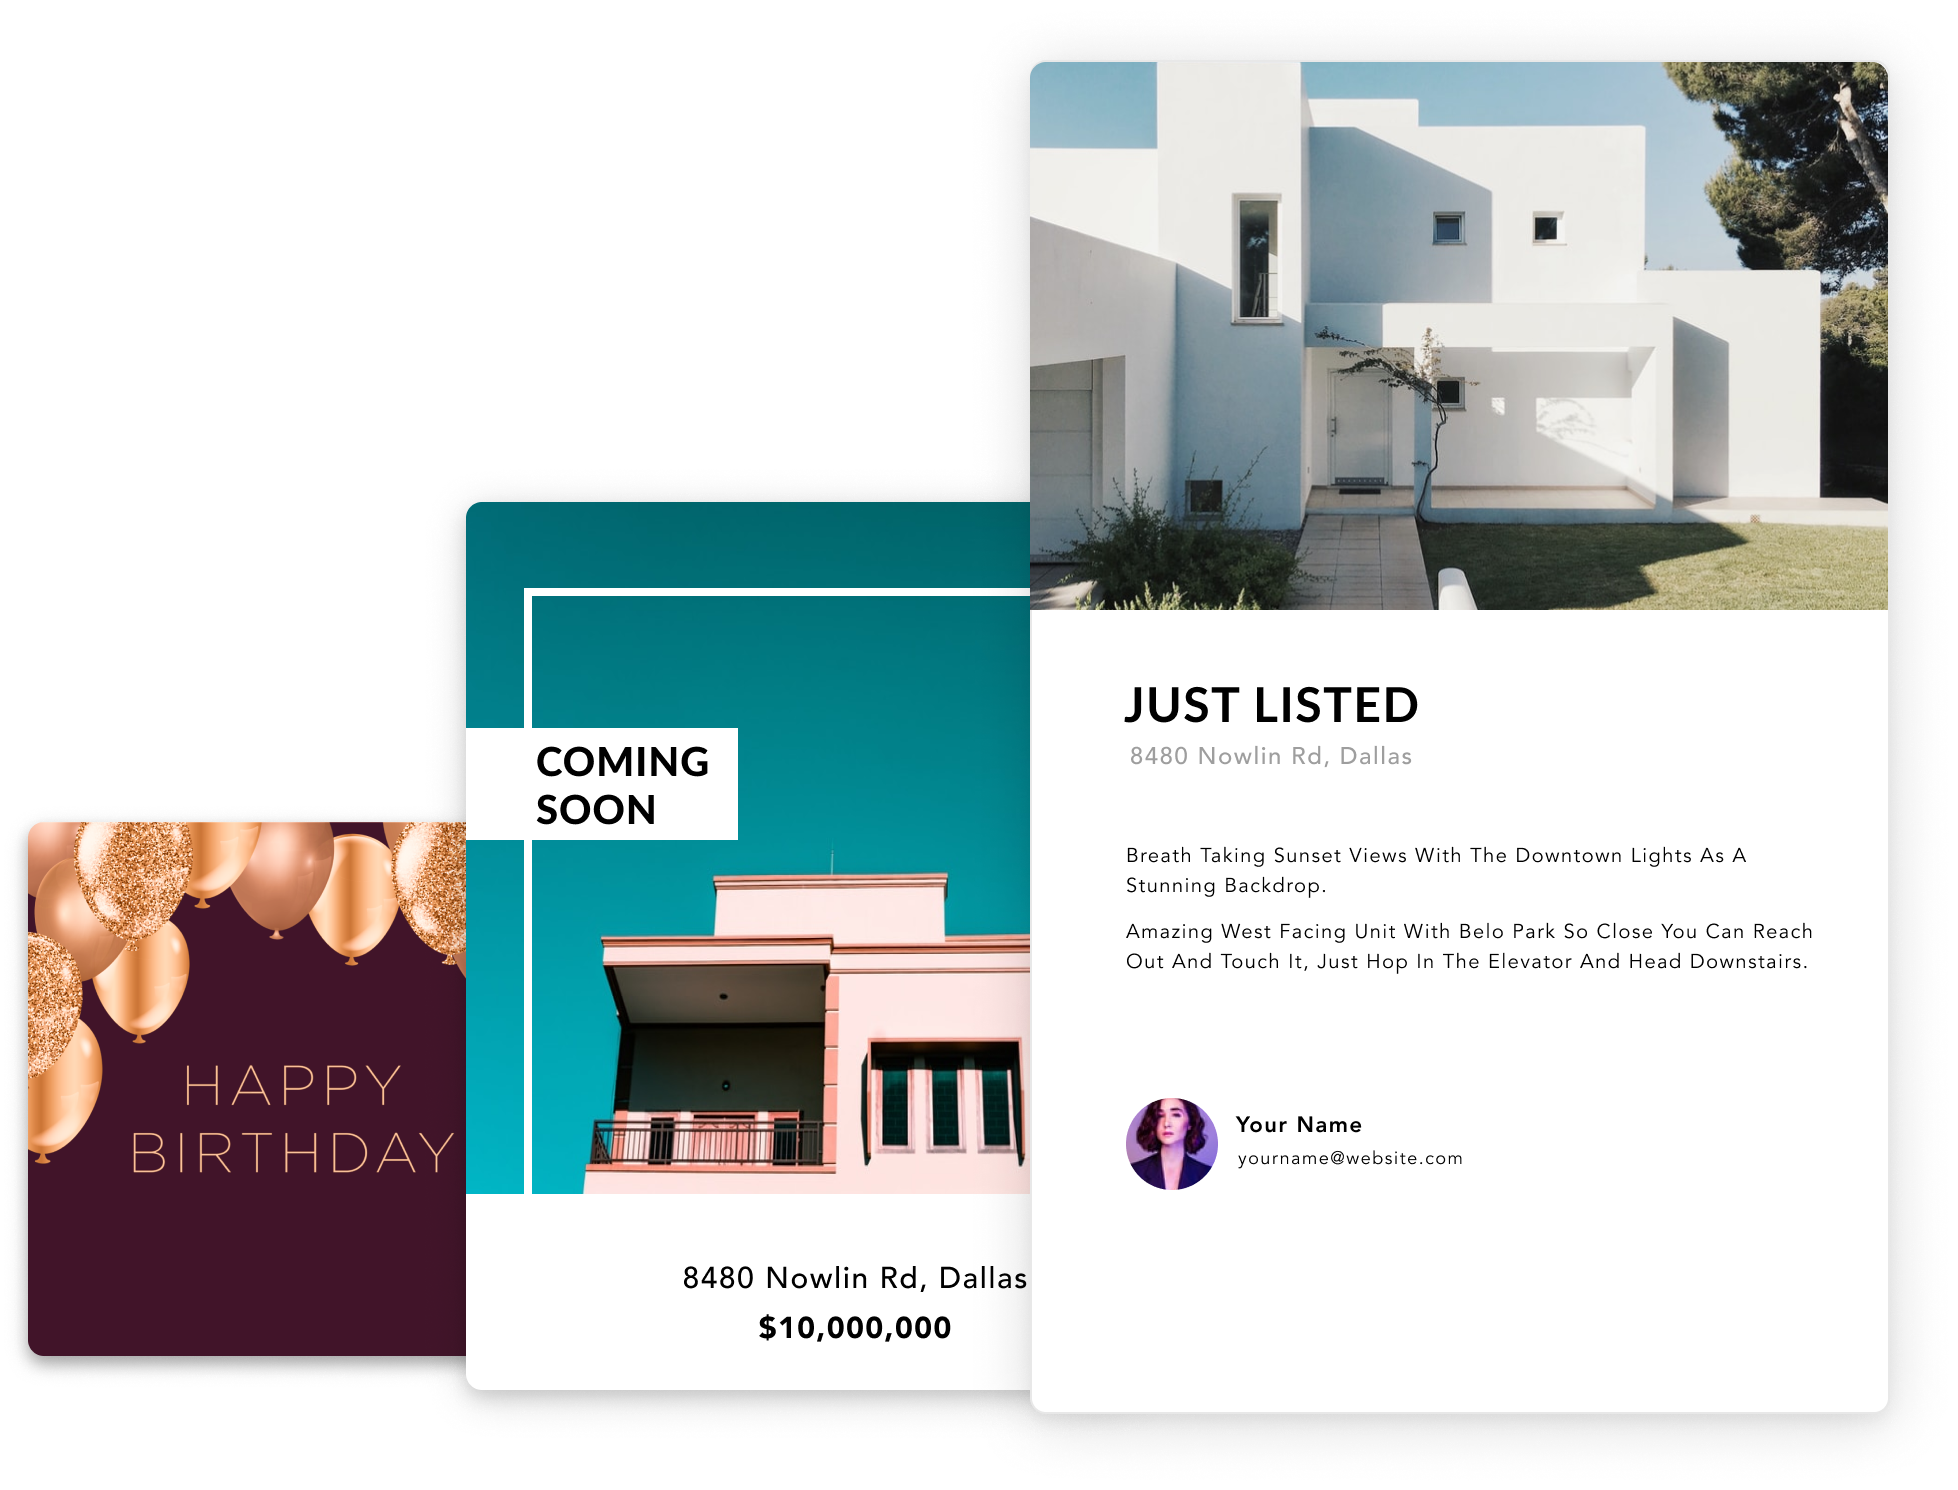 HAPPY
BIRTHDAY
COMING
SOON
8480 Nowlin Rd, Dallas
$10,000,000
JUST LISTED
8480 Nowlin Rd, Dallas
Breath Taking Sunset Views With The Downtown Lights As A
Stunning Backdrop.
Amazing West Facing Unit With Belo Park So Close You Can Reach
Out And Touch It, Just Hop In The Elevator And Head Downstairs.
Your Name
yourname@website.com